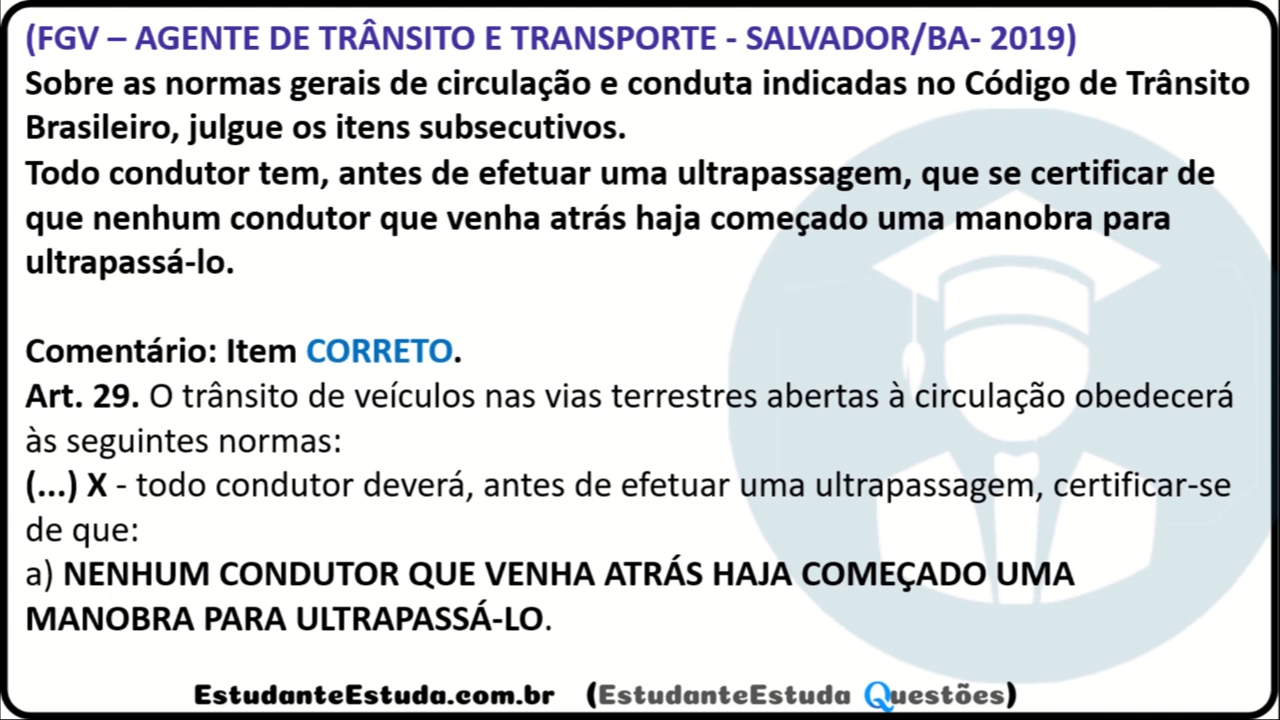 (FGV – AGENTE DE TRÂNSITO E TRANSPORTE - SALVADOR/BA- 2019)
Sobre as normas gerais de circulação e conduta indicadas no Código de Trânsito
Brasileiro, julgue os itens subsecutivos.
Todo condutor tem, antes de efetuar uma ultrapassagem, que se certificar de
que nenhum condutor que venha atrás haja começado uma manobra para
ultrapassá-lo.
Comentário: Item CORRETO.
Art. 29. O trânsito de veículos nas vias terrestres abertas à circulação obedecerá
às seguintes normas:
(...) X - todo condutor deverá, antes de efetuar uma ultrapassagem, certificar-se
de que:
a) NENHUM CONDUTOR QUE VENHA ATRÁS HAJA COMEÇADO UMA
MANOBRA PARA ULTRAPASSÁ-LO.
EstudanteEstuda.com.br (EstudanteEstuda Questões)